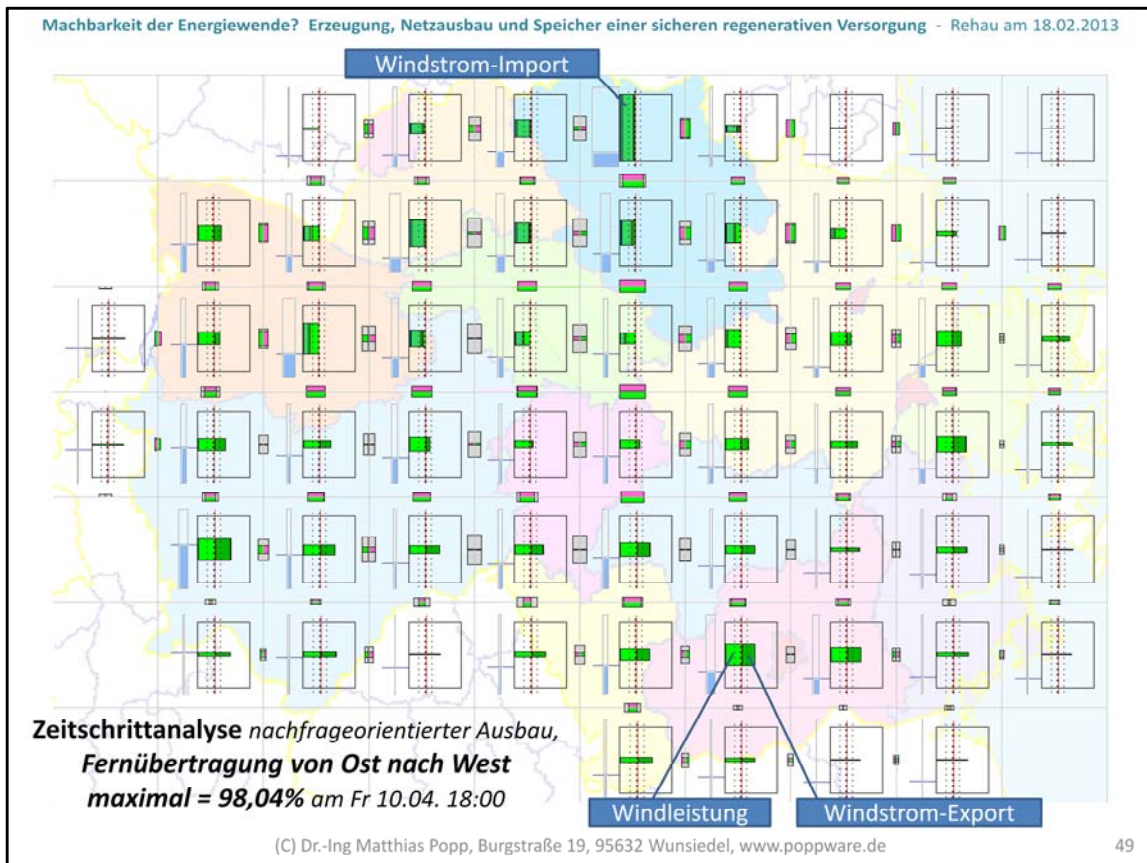 Machbarkeit der Energiewende? Erzeugung, Netzausbau und Speicher einer sicheren regenerativen Versorgung - Rehau am 18.02.2013
Windstrom-Import
Zeitschrittanalyse nachfrageorientierter Ausbau,
Fernübertragung von Ost nach West
maximal = 98,04% am Fr 10.04. 18:00
Windleistung
Windstrom-Export
(C) Dr.-Ing Matthias Popp, Burgstraße 19, 95632 Wunsiedel, www.poppware.de
49